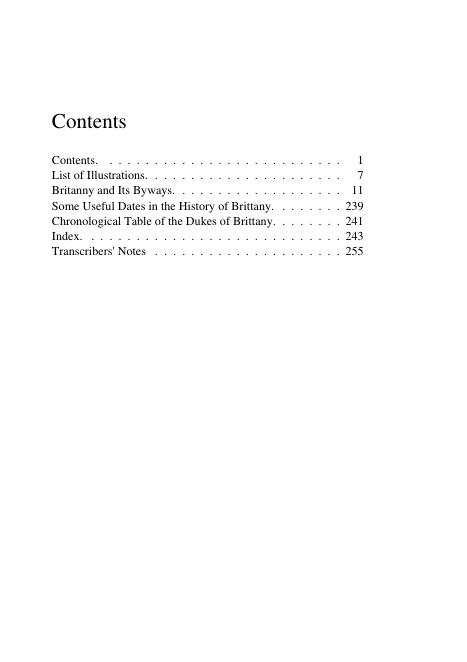 Contents
Contents. . . . . . . . . . . . . . . . . . . . . . . . . . . . 1
List of Illustrations. . . . . . . . . . . . . . . . . . . . . . 7
Britanny and Its Byways. . . . . . . . . . . . . . . . . . . 11
Some Useful Dates in the History of Brittany. . . . . . . . 239
Chronological Table of the Dukes of Brittany. . . . . . . . 241
Index. . . . . . . . . . . . . . . . . . . . . . . . . . . . . 243
Transcribers' Notes . . . . . . . . . . . . . . . . . . . . . 255